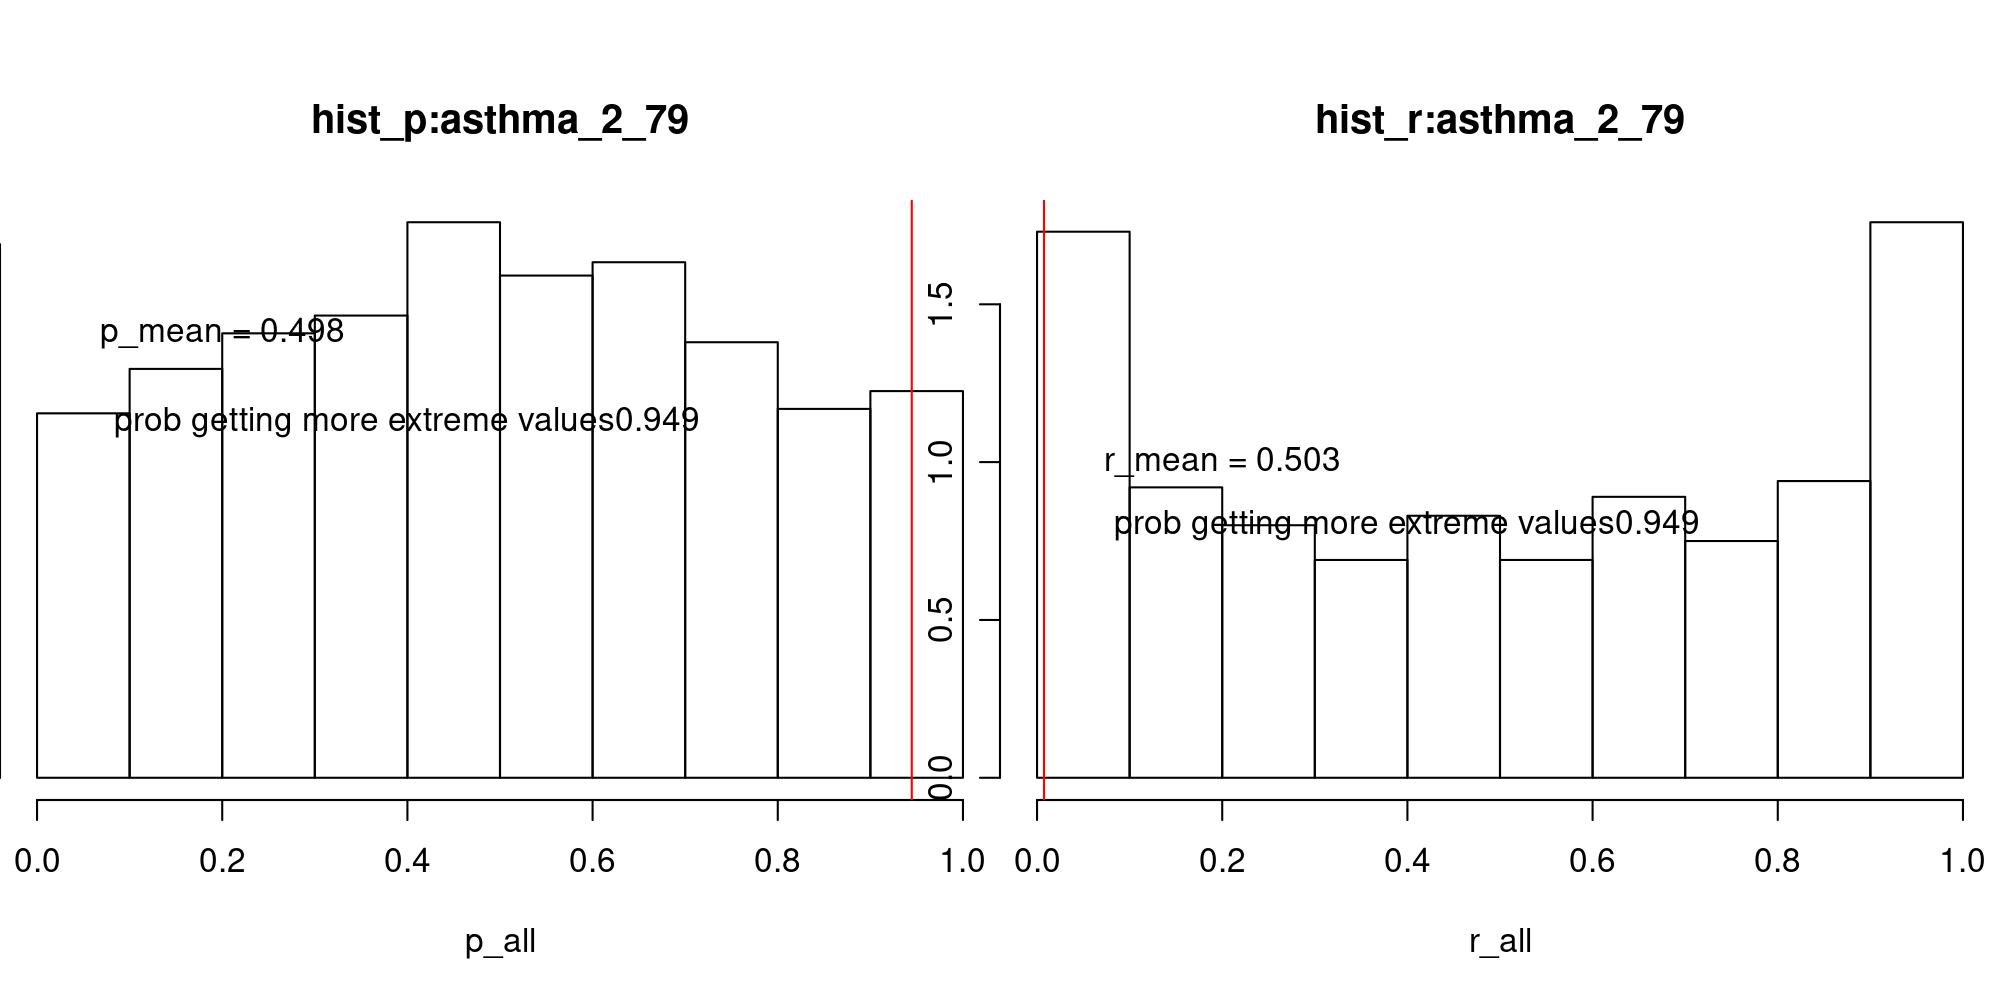 hist_p:asthma_2_79
p_mean = 0.498
prob getting more extreme values0.949
0.0 0.2 0.4 0.6 0.8 1.0
p_all
hist_r:asthma_2_79
1.5
1.0
0.5
0.0
r_mean = 0.503
prob getting more extreme values0.949
0.0 0.2 0.4 0.6 0.8 1.0
r_all